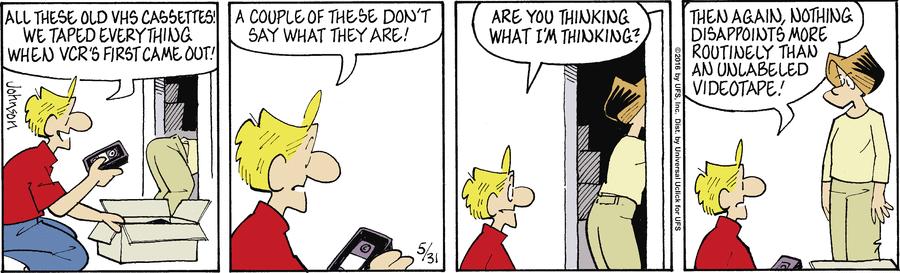 ALL THESE OLD VHS CASSETTES!
WE TAPED EVERYTHING
WHEN VCR'S FIRST CAME OUT!
Johnson
A COUPLE OF THESE DON'T
SAY WHAT THEY ARE!
5/31
ARE YOU THINKING
WHAT I'M THINKING?
©2016 by UFS, Inc. Dist. by Universal Uclick for UFS
THEN AGAIN, NOTHING
DISAPPOINTS MORE
ROUTINELY THAN
AN UNLABELED
VIDEOTAPE!